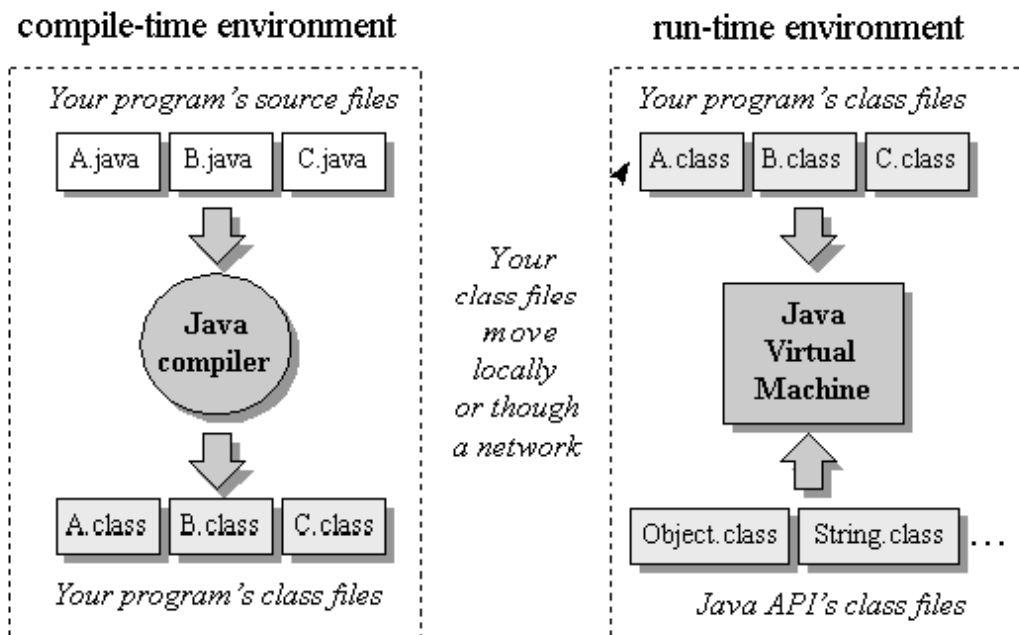 compile-time environment
Your program's source files
A.java B.java C.java
Java
compiler
A.class B.class C.class
Your program's class files
Your
class files
move
locally
or though
a network
run-time environment
Your program's class files
A.class B.class C.class
Java
Virtual
Machine
Object.class String.class ...
Java API's class files